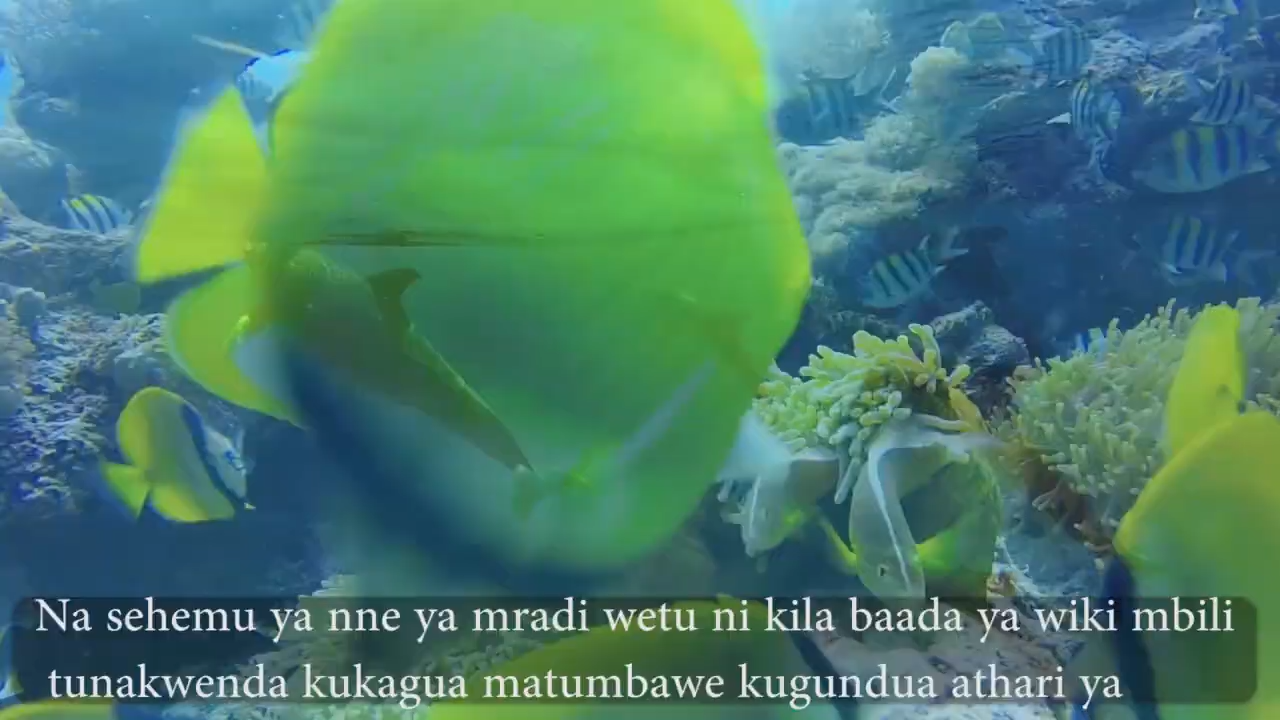 Na sehemu ya nne ya mradi wetu ni kila baada ya wiki mbili
tunakwenda kukagua matumbawe kugundua athari ya